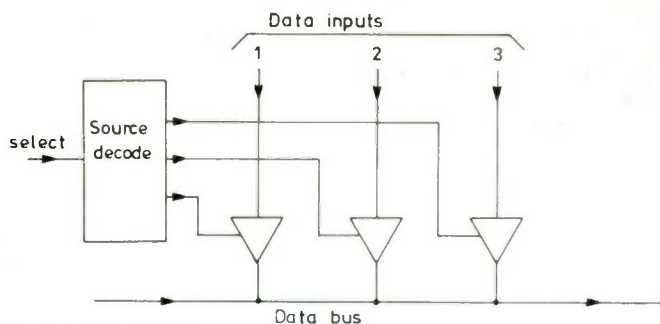 Data inputs
1 2 3
select
Source
decode
Data bus